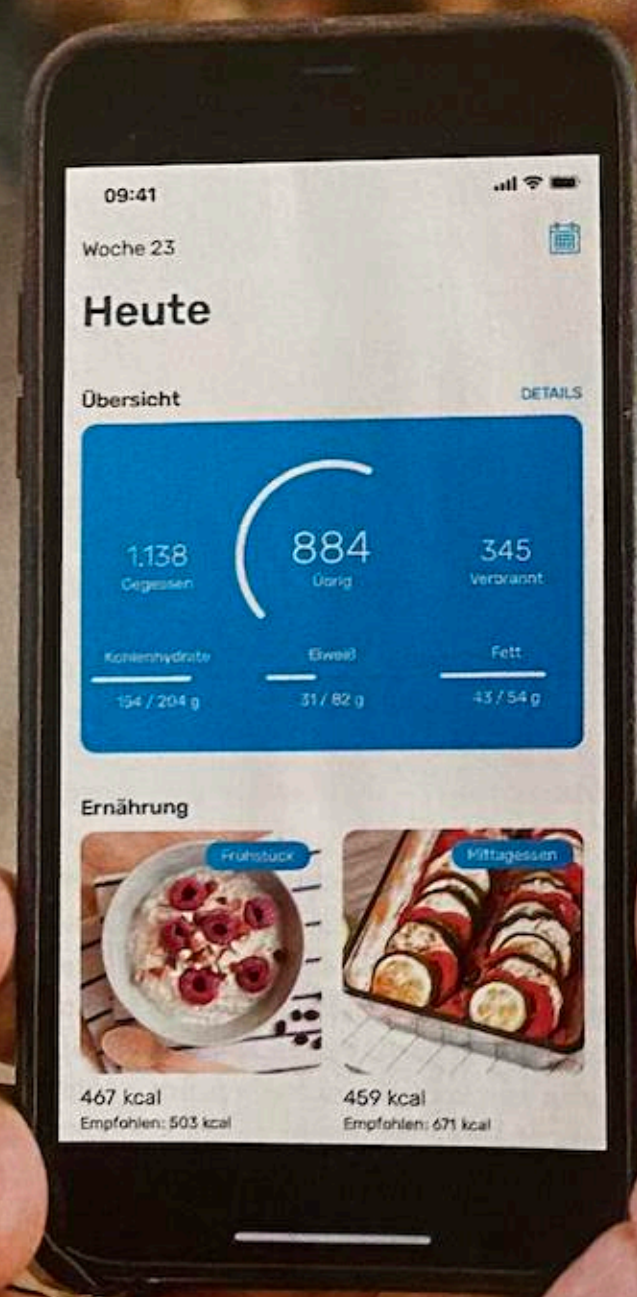 09:41
Woche 23
Heute
Übersicht
DETAILS
1.138
Gegessen
884
Übrig
345
Verbrannt
Kohlenhydrate
154 / 204 g
Eiweiß
31 / 82 g
Fett
43 / 54 g
Ernährung
Frühstück
Mittagessen
467 kcal
Empfohlen: 503 kcal
459 kcal
Empfohlen: 671 kcal